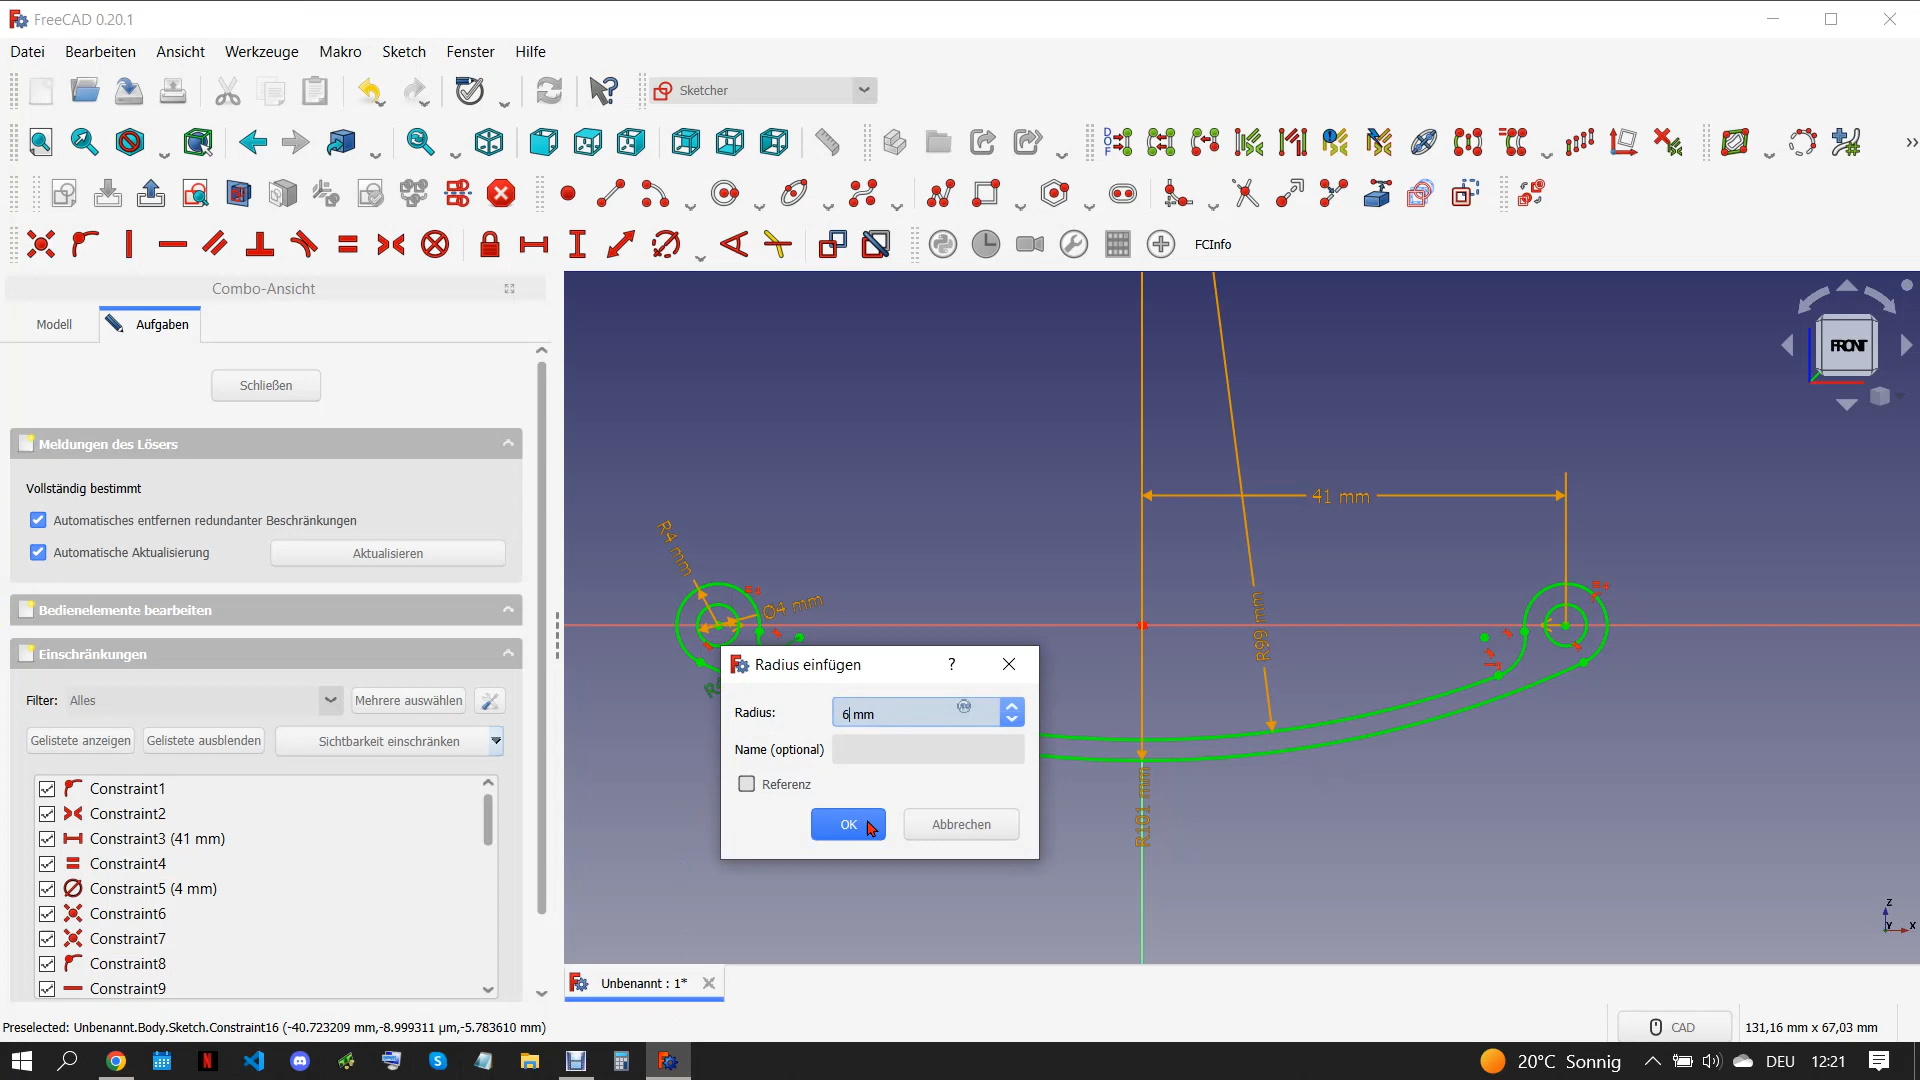 FreeCAD 0.20.1
Datei Bearbeiten Ansicht Werkzeuge Makro Sketch Fenster Hilfe
Sketcher
DOF
FCInfo
Combo-Ansicht
Modell Aufgaben
Schließen
Meldungen des Lösers
Vollständig bestimmt
Automatisches entfernen redundanter Beschränkungen
Automatische Aktualisierung Aktualisieren
Bedienelemente bearbeiten
Einschränkungen
Filter: Alles Mehrere auswählen
Gelistete anzeigen Gelistete ausblenden Sichtbarkeit einschränken
Constraint1
Constraint2
Constraint3 (41 mm)
Constraint4
Constraint5 (4 mm)
Constraint6
Constraint7
Constraint8
Constraint9
FRONT
41 mm
R4 mm
Ø4 mm
R99 mm
R101 mm
Radius einfügen ?
Radius: 6 mm
Name (optional)
Referenz
OK Abbrechen
Z
Y X
Unbenannt : 1*
Preselected: Unbenannt.Body.Sketch.Constraint16 (-40.723209 mm,-8.999311 µm,-5.783610 mm) CAD 131,16 mm x 67,03 mm
20°C Sonnig DEU 12:21